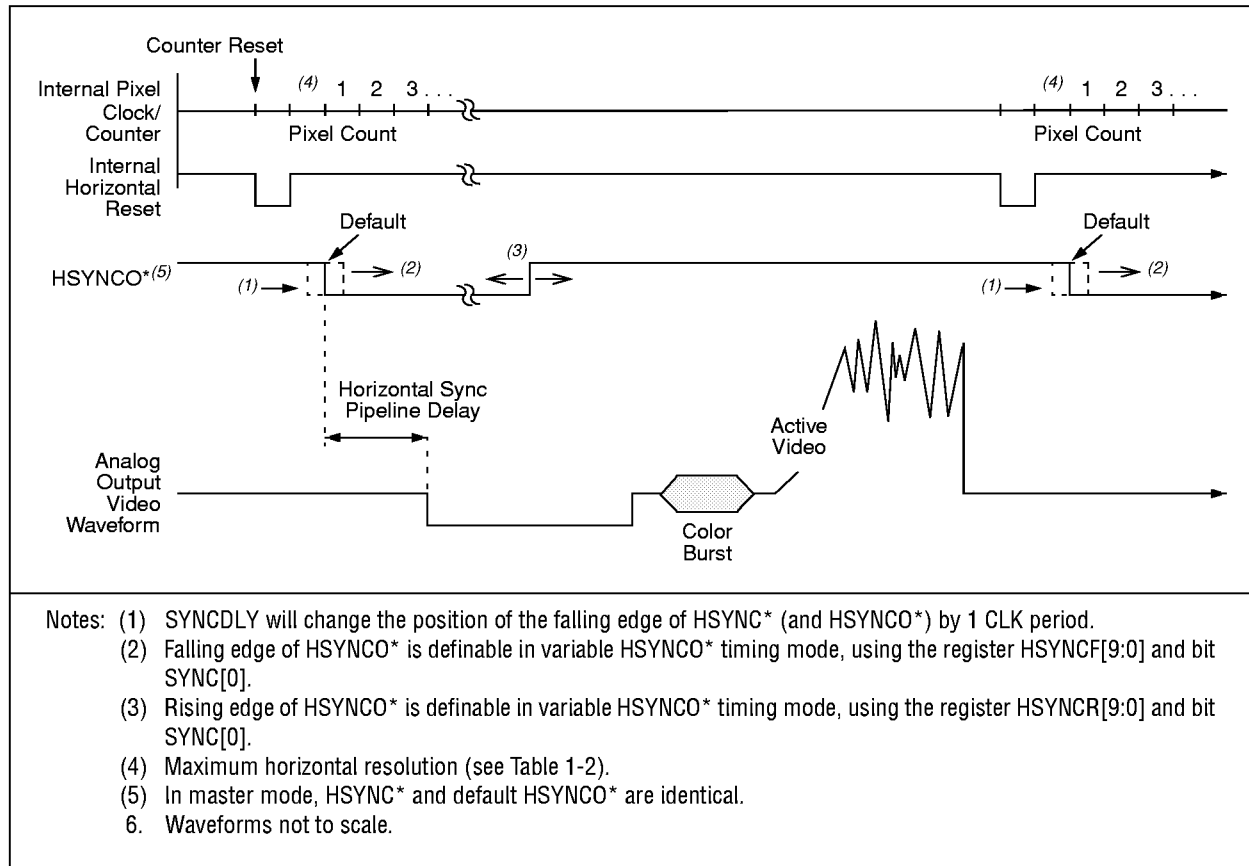 Counter Reset
Internal Pixel
Clock/
Counter
(4) 1 2 3 . . .
Pixel Count
(4) 1 2 3 . . .
Pixel Count
Internal
Horizontal
Reset
Default
Default
HSYNCO*(5)
(1)
(2)
(3)
(1)
(2)
Horizontal Sync
Pipeline Delay
Active
Video
Analog
Output
Video
Waveform
Color
Burst
Notes: (1) SYNCDLY will change the position of the falling edge of HSYNC* (and HSYNCO*) by 1 CLK period.
(2) Falling edge of HSYNCO* is definable in variable HSYNCO* timing mode, using the register HSYNCF[9:0] and bit
SYNC[0].
(3) Rising edge of HSYNCO* is definable in variable HSYNCO* timing mode, using the register HSYNCR[9:0] and bit
SYNC[0].
(4) Maximum horizontal resolution (see Table 1-2).
(5) In master mode, HSYNC* and default HSYNCO* are identical.
6. Waveforms not to scale.